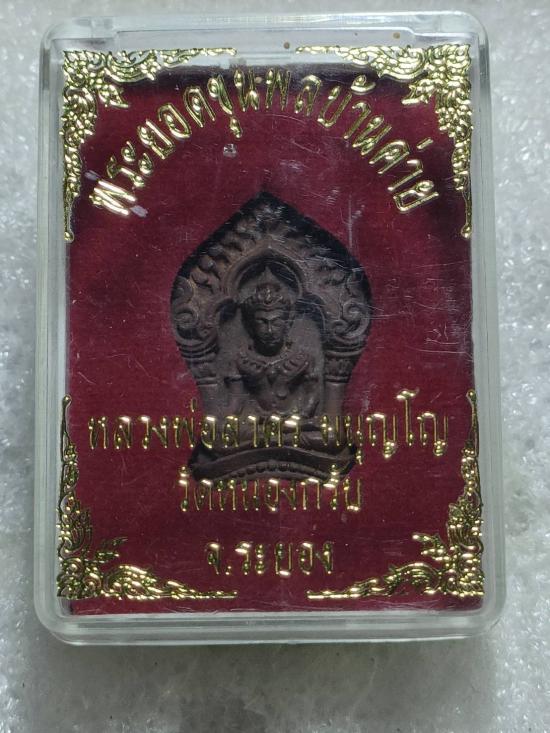 พระยอดขุนพลบ้านค่าย
หลวงพ่อสาคร มนุญโญ
วัดหนองกรับ
จ.ระยอง